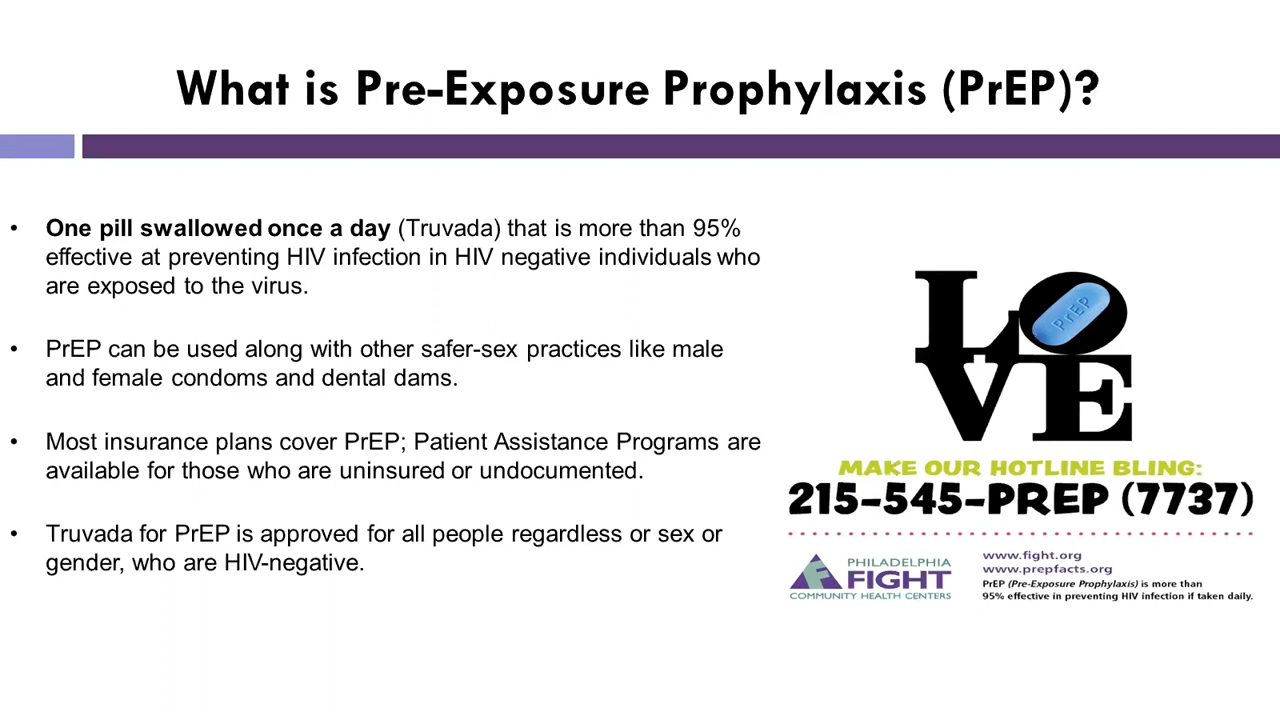 What is Pre-Exposure Prophylaxis (PrEP)?
• One pill swallowed once a day (Truvada) that is more than 95%
effective at preventing HIV infection in HIV negative individuals who
are exposed to the virus.
• PrEP can be used along with other safer-sex practices like male
and female condoms and dental dams.
• Most insurance plans cover PrEP; Patient Assistance Programs are
available for those who are uninsured or undocumented.
• Truvada for PrEP is approved for all people regardless or sex or
gender, who are HIV-negative.
LO
PrEP
VE
MAKE OUR HOTLINE BLING:
215-545-PREP (7737)
PHILADELPHIA
FIGHT
COMMUNITY HEALTH CENTERS
www.fight.org
www.prepfacts.org
PrEP (Pre-Exposure Prophylaxis) is more than
95% effective in preventing HIV infection if taken daily.